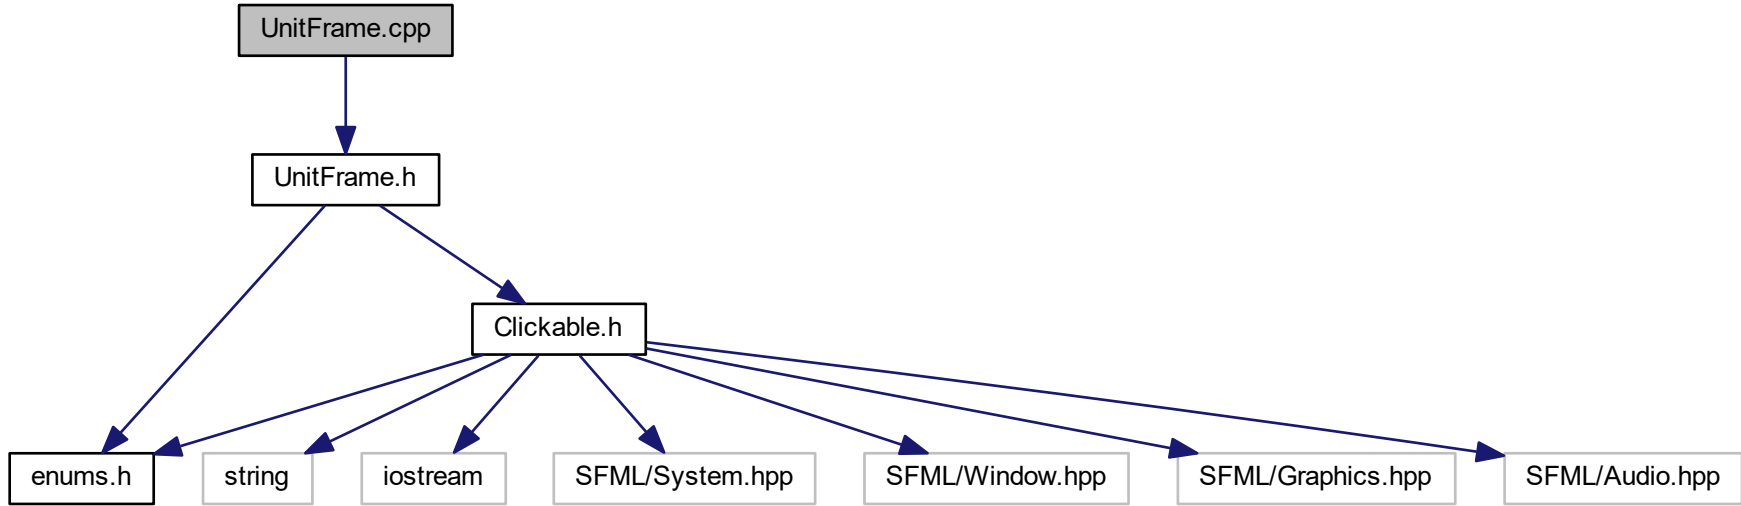 UnitFrame.cpp
UnitFrame.h
Clickable.h
enums.h
string
iostream
SFML/System.hpp
SFML/Window.hpp
SFML/Graphics.hpp
SFML/Audio.hpp